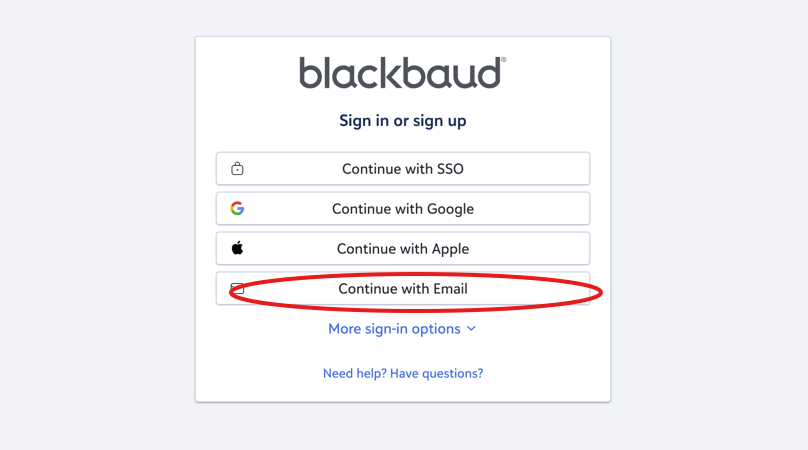 blackbaud®
Sign in or sign up
Continue with SSO
Continue with Google
Continue with Apple
Continue with Email
More sign-in options
Need help? Have questions?